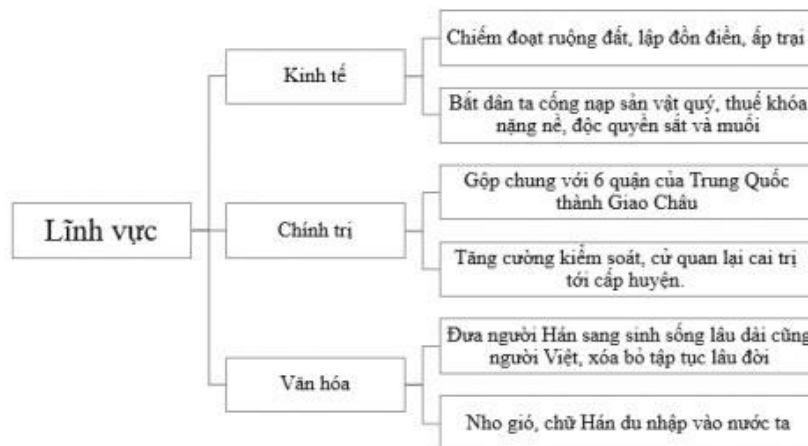 Lĩnh vực
Kinh tế
Chiếm đoạt ruộng đất, lập đồn điền, ấp trại
Bắt dân ta cống nạp sản vật quý, thuế khóa
nặng nề, độc quyền sắt và muối
Chính trị
Gộp chung với 6 quận của Trung Quốc
thành Giao Châu
Tăng cường kiểm soát, cử quan lại cai trị
tới cấp huyện.
Văn hóa
Đưa người Hán sang sinh sống lâu dài cũng
người Việt, xóa bỏ tập tục lâu đời
Nho gió, chữ Hán du nhập vào nước ta